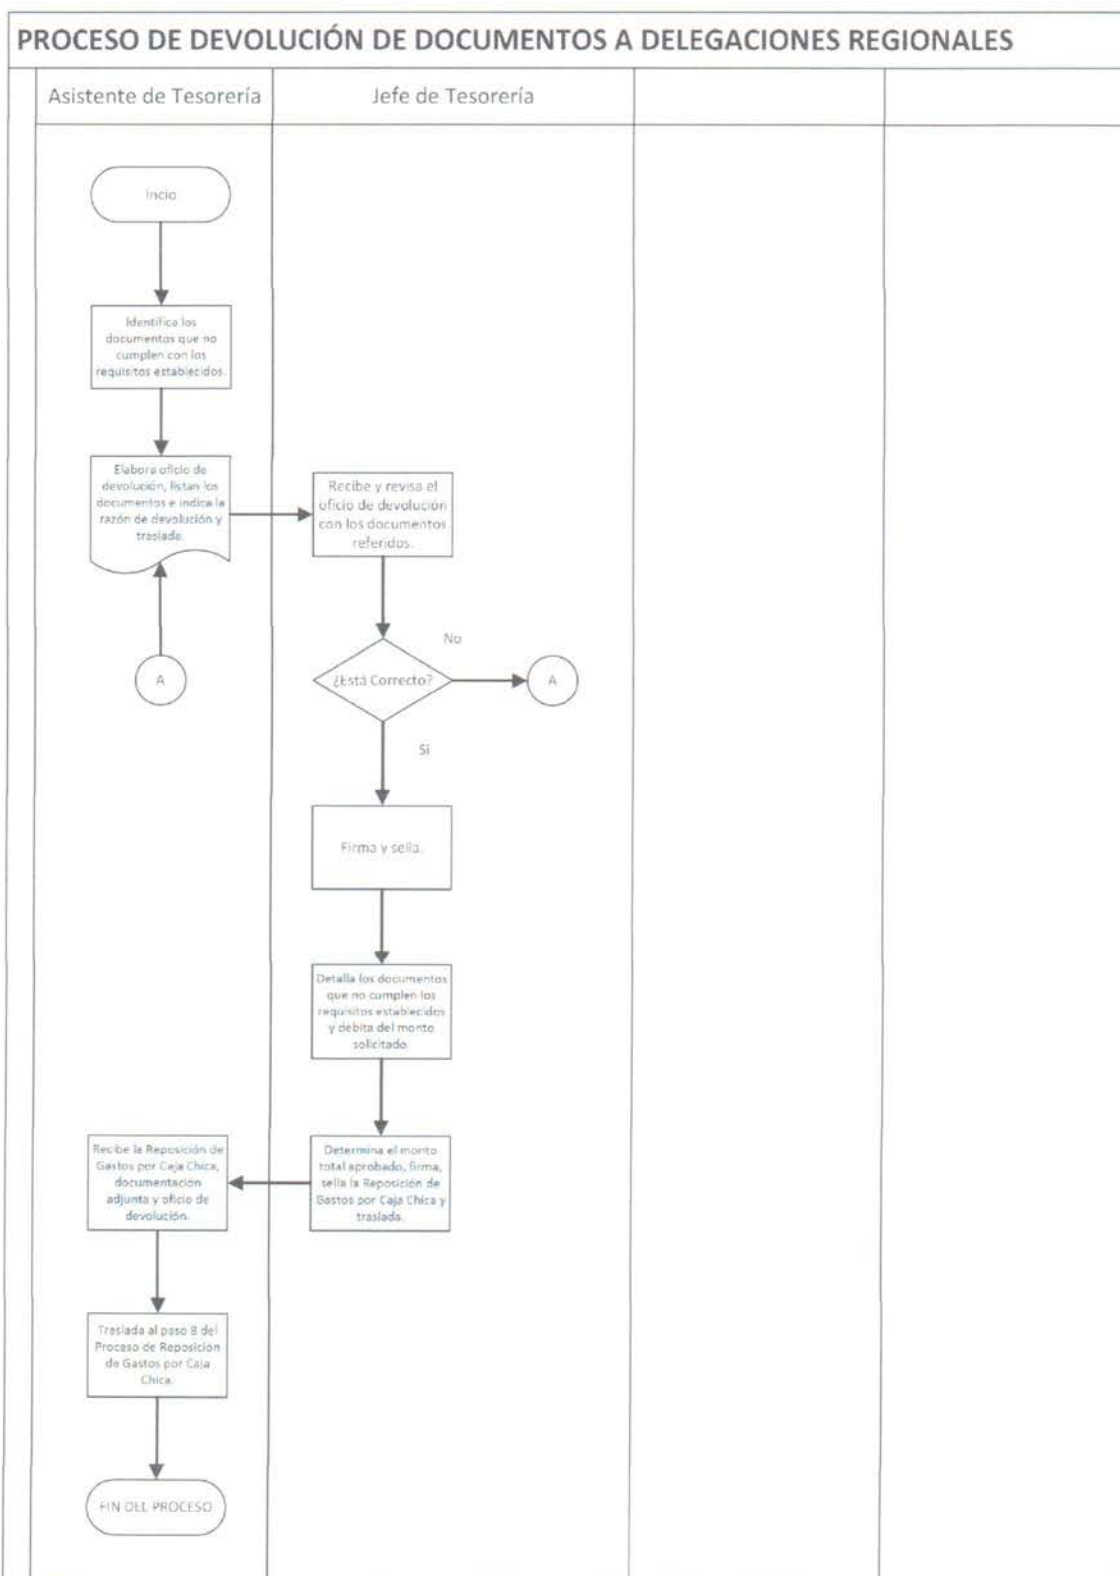 PROCESO DE DEVOLUCIÓN DE DOCUMENTOS A DELEGACIONES REGIONALES
Asistente de Tesorería
Jefe de Tesorería
Incio
Identifica los
documentos que no
cumplen con los
requisitos establecidos.
Elabora oficio de
devolución, listan los
documentos e indica la
razón de devolución y
traslada.
Recibe y revisa el
oficio de devolución
con los documentos
referidos.
No
A
¿Está Correcto?
A
Si
Firma y sella.
Detalla los documentos
que no cumplen los
requisitos establecidos
y debita del monto
solicitado.
Recibe la Reposición de
Gastos por Caja Chica,
documentación
adjunta y oficio de
devolución.
Determina el monto
total aprobado, firma,
sella la Reposición de
Gastos por Caja Chica y
traslada.
Traslada al paso 8 del
Proceso de Reposición
de Gastos por Caja
Chica.
FIN DEL PROCESO